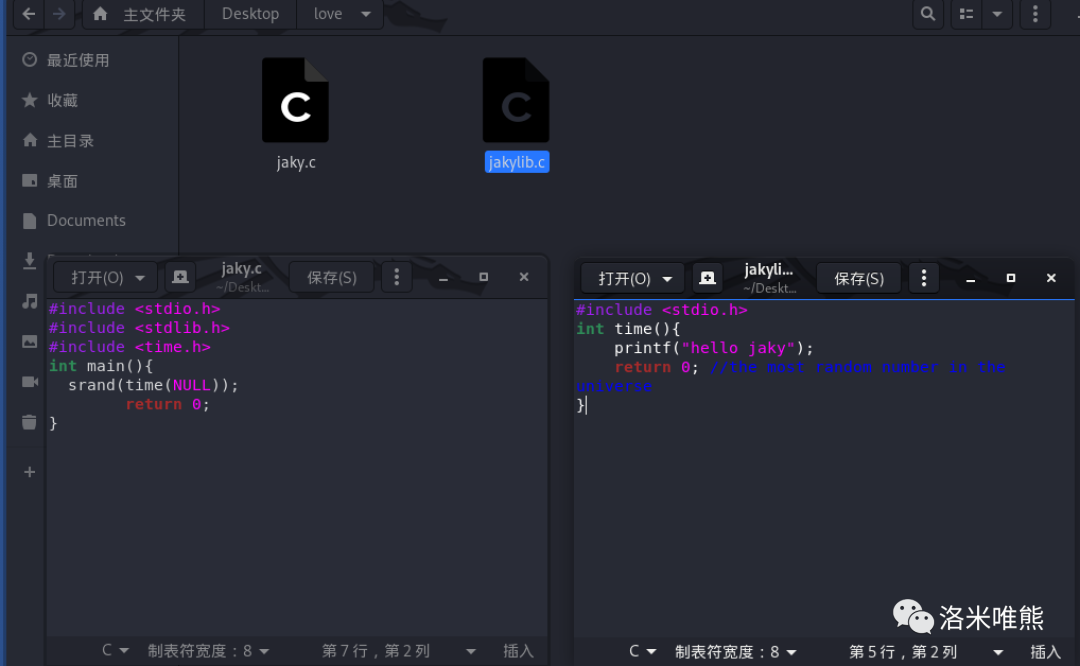 主文件夹 Desktop love
最近使用
收藏
主目录
桌面
Documents
jaky.c
jakylib.c
打开(O) jaky.c 保存(S)
~/Deskt...
#include <stdio.h>
#include <stdlib.h>
#include <time.h>
int main(){
srand(time(NULL));
return 0;
}
C 制表符宽度：8 第 7 行，第 2 列 插入
打开(O) jakyli... 保存(S)
~/Deskt...
#include <stdio.h>
int time(){
printf("hello jaky");
return 0; //the most random number in the
universe
}
C 制表符宽度：8 第 5 行，第 2 列 插入
洛米唯熊